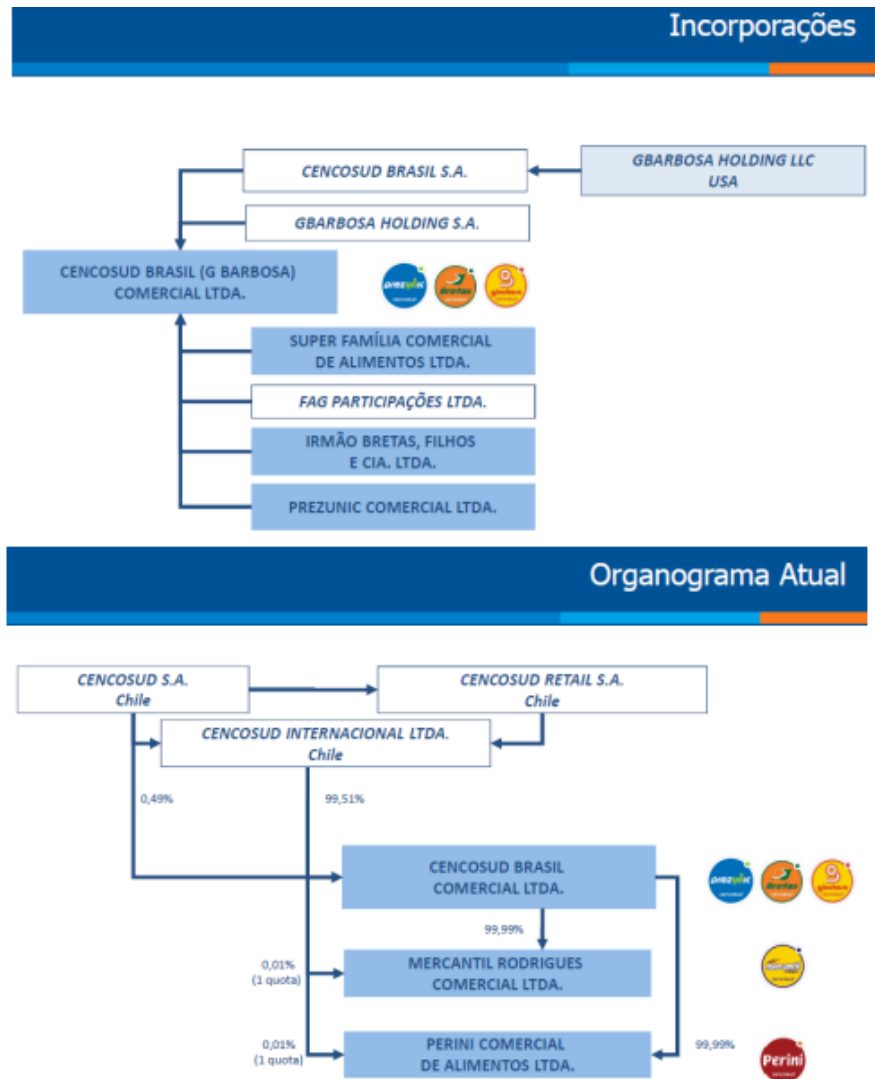 Incorporações
CENCOSUD BRASIL S.A.
GBARBOSA HOLDING LLC
USA
GBARBOSA HOLDING S.A.
CENCOSUD BRASIL (G BARBOSA)
COMERCIAL LTDA.
SUPER FAMÍLIA COMERCIAL
DE ALIMENTOS LTDA.
FAG PARTICIPAÇÕES LTDA.
IRMÃO BRETAS, FILHOS
E CIA. LTDA.
PREZUNIC COMERCIAL LTDA.
Organograma Atual
CENCOSUD S.A.
Chile
CENCOSUD RETAIL S.A.
Chile
CENCOSUD INTERNACIONAL LTDA.
Chile
0,49%
99,51%
CENCOSUD BRASIL
COMERCIAL LTDA.
99,99%
0,01%
(1 quota)
MERCANTIL RODRIGUES
COMERCIAL LTDA.
0,01%
(1 quota)
PERINI COMERCIAL
DE ALIMENTOS LTDA.
99,99%
Perini